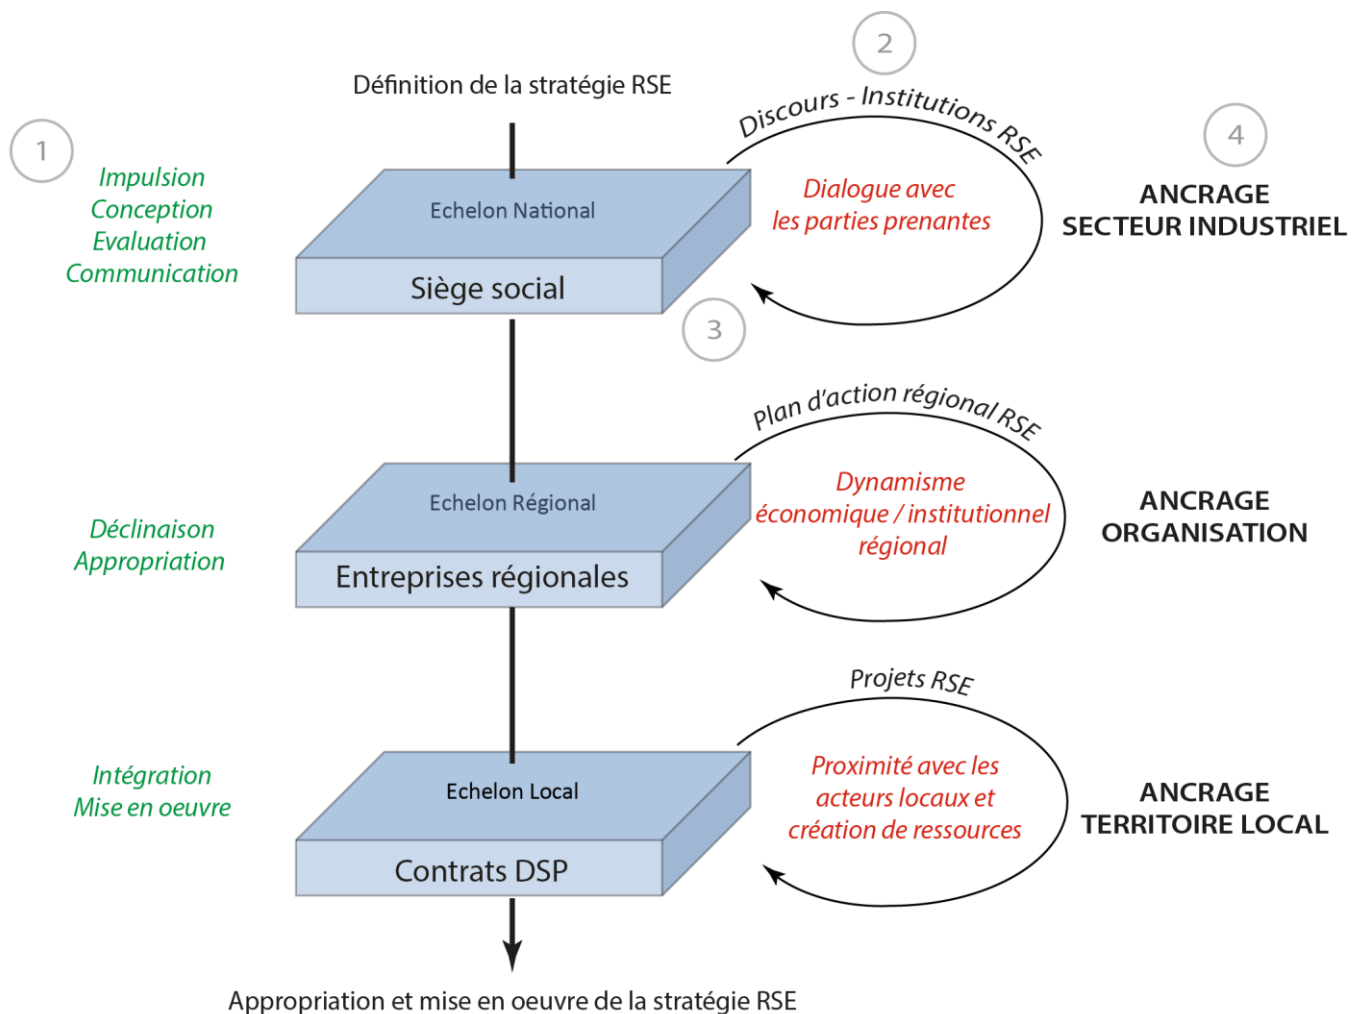 Définition de la stratégie RSE
1
Impulsion
Conception
Evaluation
Communication
Echelon National
Siège social
2
Discours - Institutions RSE
Dialogue avec
les parties prenantes
3
4
ANCRAGE
SECTEUR INDUSTRIEL
Déclinaison
Appropriation
Echelon Régional
Entreprises régionales
Plan d'action régional RSE
Dynamisme
économique / institutionnel
régional
ANCRAGE
ORGANISATION
Intégration
Mise en oeuvre
Echelon Local
Contrats DSP
Projets RSE
Proximité avec les
acteurs locaux et
création de ressources
ANCRAGE
TERRITOIRE LOCAL
Appropriation et mise en oeuvre de la stratégie RSE